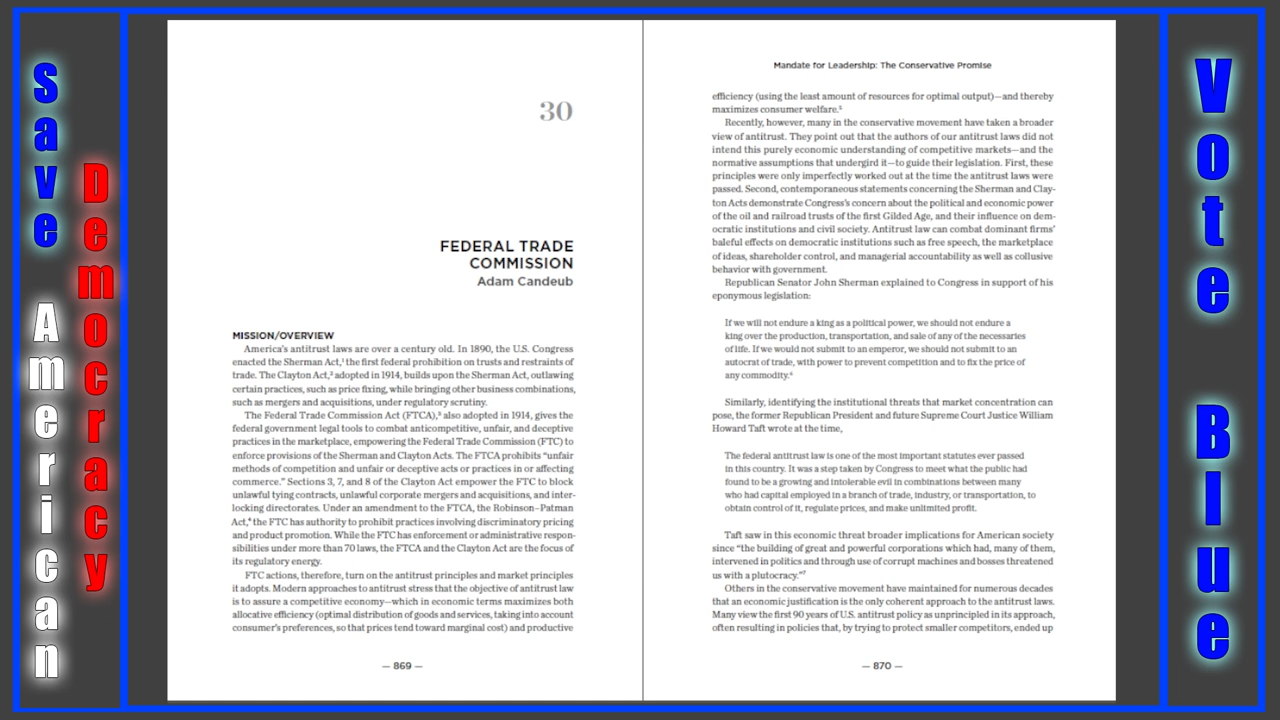 Save
American
Democracy
30
FEDERAL TRADE
COMMISSION
Adam Candeub
MISSION/OVERVIEW
America's antitrust laws are over a century old. In 1890, the U.S. Congress
enacted the Sherman Act,¹ the first federal prohibition on trusts and restraints of
trade. The Clayton Act,² adopted in 1914, builds upon the Sherman Act, outlawing
certain practices, such as price fixing, while bringing other business combinations,
such as mergers and acquisitions, under regulatory scrutiny.
The Federal Trade Commission Act (FTCA),³ also adopted in 1914, gives the
federal government legal tools to combat anticompetitive, unfair, and deceptive
practices in the marketplace, empowering the Federal Trade Commission (FTC) to
enforce provisions of the Sherman and Clayton Acts. The FTCA prohibits "unfair
methods of competition and unfair or deceptive acts or practices in or affecting
commerce." Sections 3, 7, and 8 of the Clayton Act empower the FTC to block
unlawful tying contracts, unlawful corporate mergers and acquisitions, and inter-
locking directorates. Under an amendment to the FTCA, the Robinson–Patman
Act,⁴ the FTC has authority to prohibit practices involving discriminatory pricing
and product promotion. While the FTC has enforcement or administrative respon-
sibilities under more than 70 laws, the FTCA and the Clayton Act are the focus of
its regulatory energy.
FTC actions, therefore, turn on the antitrust principles and market principles
it adopts. Modern approaches to antitrust stress that the objective of antitrust law
is to assure a competitive economy—which in economic terms maximizes both
allocative efficiency (optimal distribution of goods and services, taking into account
consumer's preferences, so that prices tend toward marginal cost) and productive
— 869 —
Mandate for Leadership: The Conservative Promise
efficiency (using the least amount of resources for optimal output)—and thereby
maximizes consumer welfare.⁵
Recently, however, many in the conservative movement have taken a broader
view of antitrust. They point out that the authors of our antitrust laws did not
intend this purely economic understanding of competitive markets—and the
normative assumptions that undergird it—to guide their legislation. First, these
principles were only imperfectly worked out at the time the antitrust laws were
passed. Second, contemporaneous statements concerning the Sherman and Clay-
ton Acts demonstrate Congress's concern about the political and economic power
of the oil and railroad trusts of the first Gilded Age, and their influence on dem-
ocratic institutions and civil society. Antitrust law can combat dominant firms'
baleful effects on democratic institutions such as free speech, the marketplace
of ideas, shareholder control, and managerial accountability as well as collusive
behavior with government.
Republican Senator John Sherman explained to Congress in support of his
eponymous legislation:
If we will not endure a king as a political power, we should not endure a
king over the production, transportation, and sale of any of the necessaries
of life. If we would not submit to an emperor, we should not submit to an
autocrat of trade, with power to prevent competition and to fix the price of
any commodity.⁶
Similarly, identifying the institutional threats that market concentration can
pose, the former Republican President and future Supreme Court Justice William
Howard Taft wrote at the time,
The federal antitrust law is one of the most important statutes ever passed
in this country. It was a step taken by Congress to meet what the public had
found to be a growing and intolerable evil in combinations between many
who had capital employed in a branch of trade, industry, or transportation, to
obtain control of it, regulate prices, and make unlimited profit.
Taft saw in this economic threat broader implications for American society
since "the building of great and powerful corporations which had, many of them,
intervened in politics and through use of corrupt machines and bosses threatened
us with a plutocracy."⁷
Others in the conservative movement have maintained for numerous decades
that an economic justification is the only coherent approach to the antitrust laws.
Many view the first 90 years of U.S. antitrust policy as unprincipled in its approach,
often resulting in policies that, by trying to protect smaller competitors, ended up
— 870 —
Vote
Blue